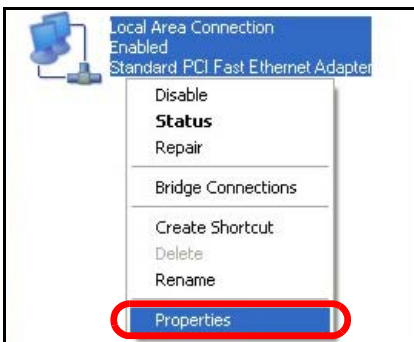 Local Area Connection
Enabled
Standard PCI Fast Ethernet Adapter
Disable
Status
Repair
Bridge Connections
Create Shortcut
Delete
Rename
Properties